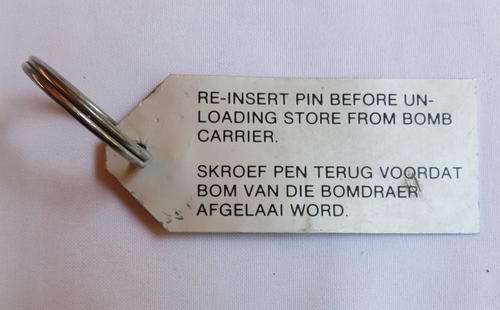 RE-INSERT PIN BEFORE UN-
LOADING STORE FROM BOMB
CARRIER.
SKROEF PEN TERUG VOORDAT
BOM VAN DIE BOMDRAER
AFGELAAI WORD.